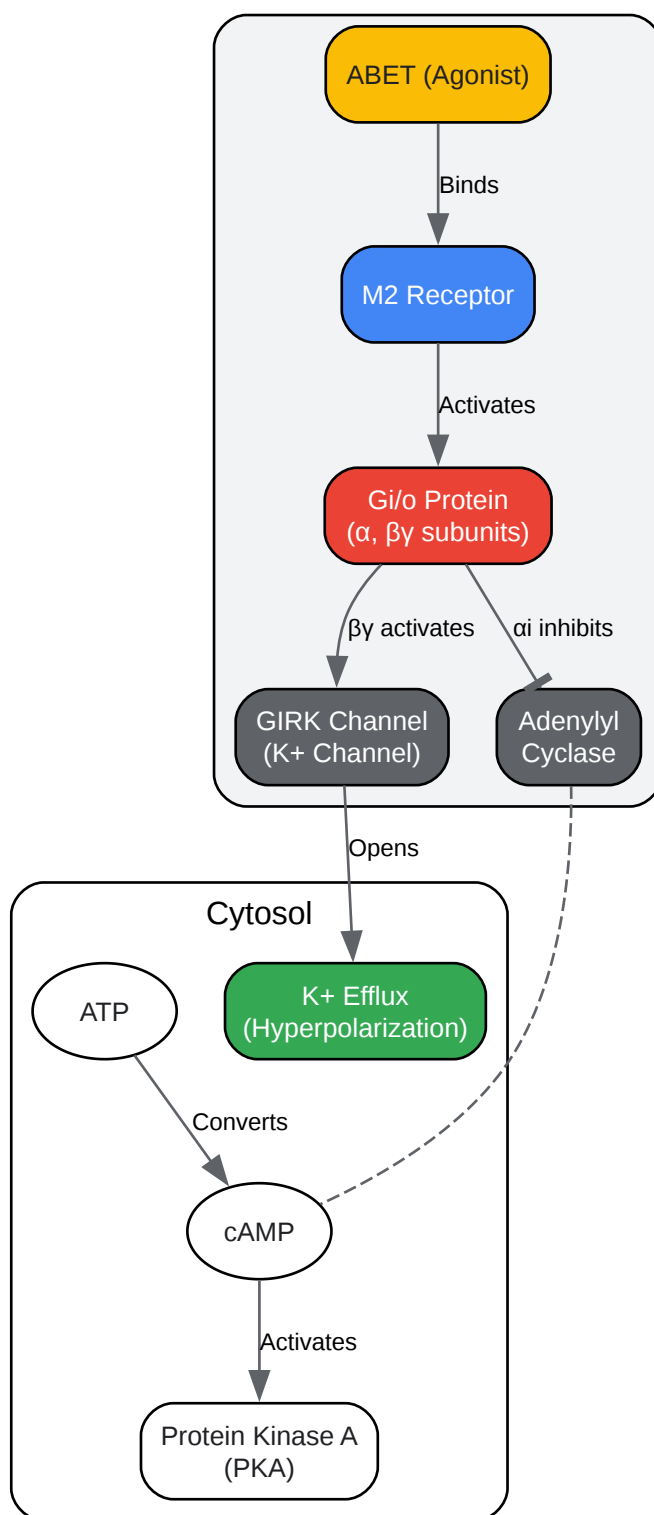 ABET (Agonist)
Binds
M2 Receptor
Activates
Gi/o Protein
(α, βγ subunits)
βγ activates
αi inhibits
GIRK Channel
(K+ Channel)
Adenylyl
Cyclase
Opens
Cytosol
ATP
K+ Efflux
(Hyperpolarization)
Converts
cAMP
Activates
Protein Kinase A
(PKA)